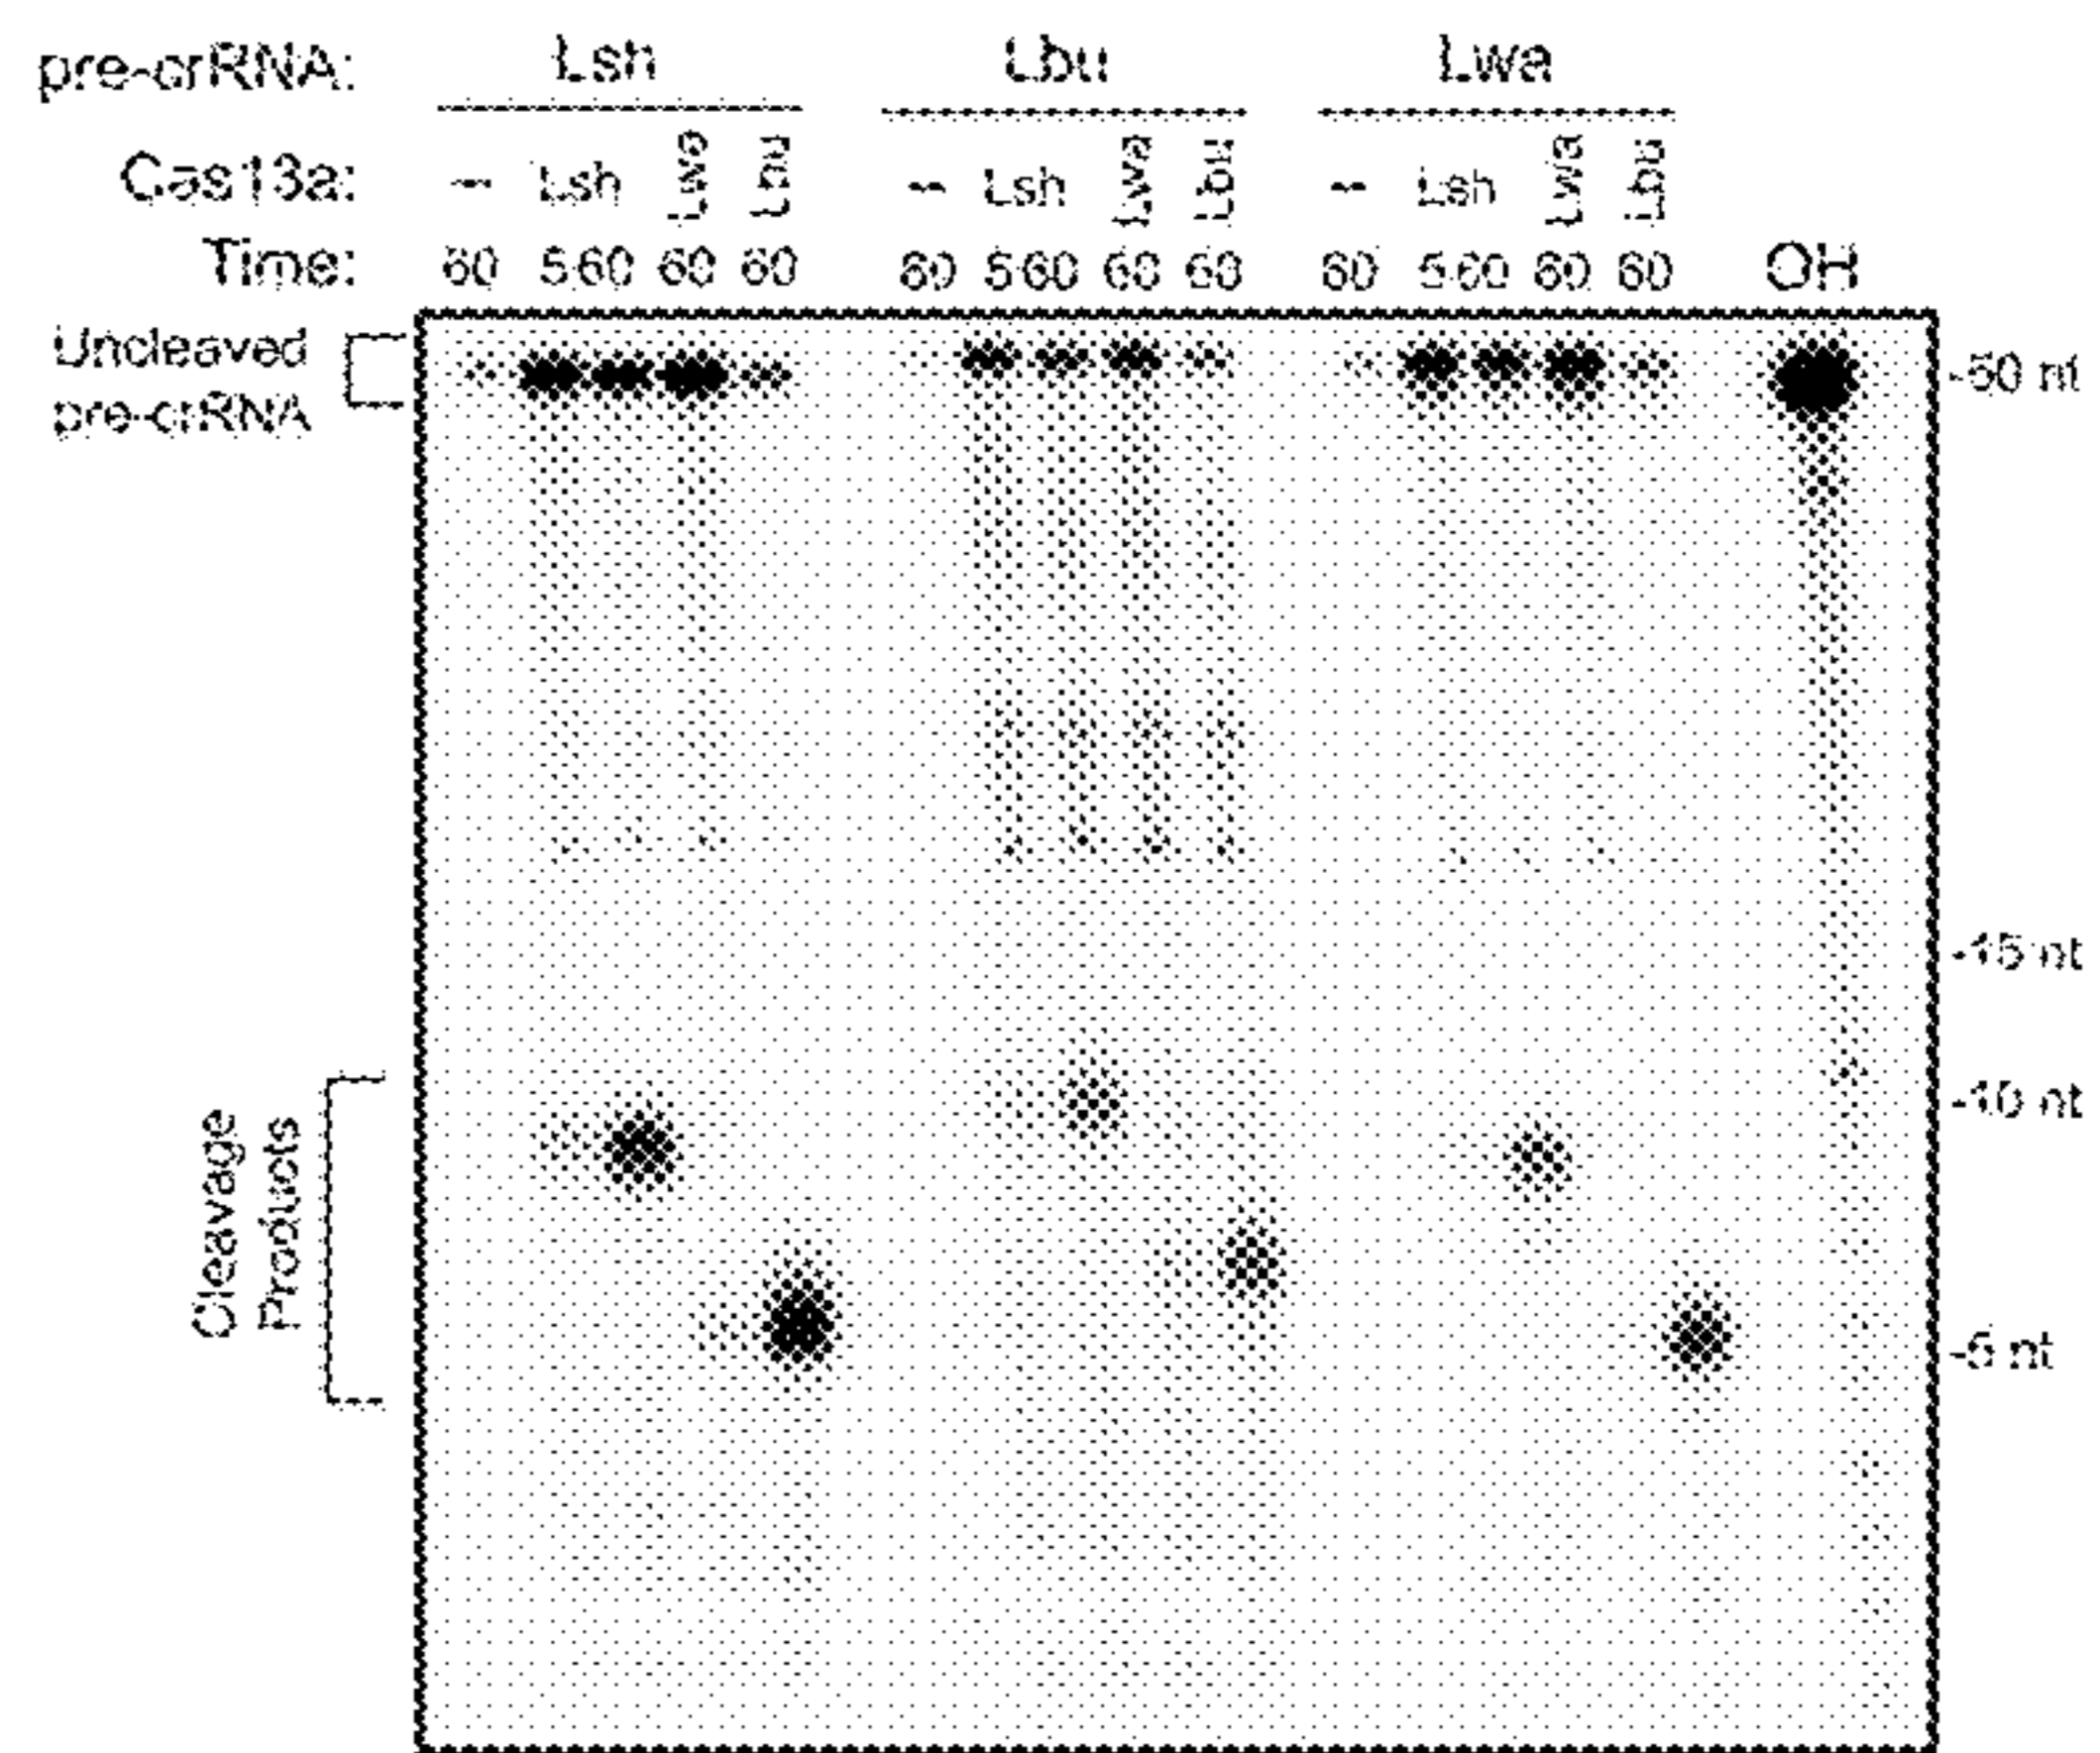 pre-crRNA: Lsh Lbu Lwa
Cas13a: -- Lsh Lwa Lbu -- Lsh Lwa Lbu -- Lsh Lwa Lbu
Time: 60 5 60 60 60 60 5 60 60 60 60 5 60 60 60 OH
Uncleaved
pre-crRNA
-50 nt
-15 nt
-10 nt
Cleavage
Products
-5 nt